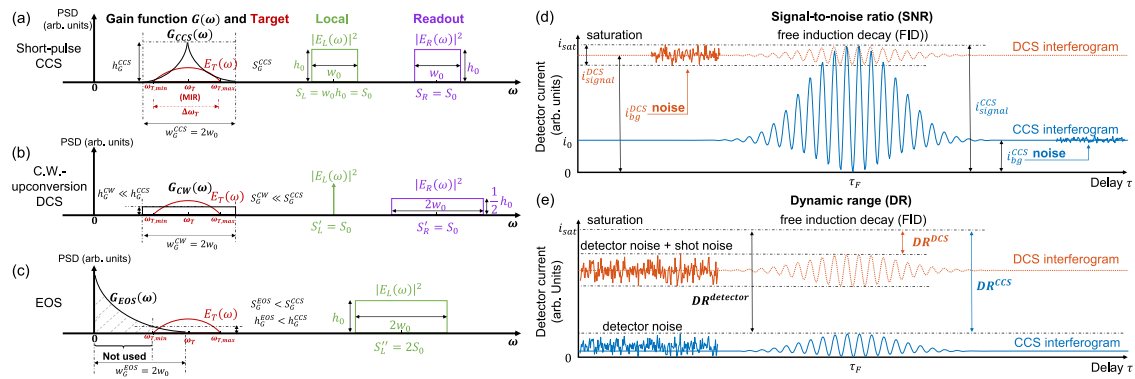 (a)
PSD
(arb. units)
Gain function G(ω) and Target
Local
Readout
Short-pulse
CCS
G_CCS(ω)
h_G^CCS
E_T(ω)
S_G^CCS
|E_L(ω)|²
h_0
w_0
|E_R(ω)|²
w_0
h_0
0
ω_T,min
ω_T
ω_T,max
(MIR)
Δω_T
S_L = w_0h_0 = S_0
S_R = S_0
ω
w_G^CCS = 2w_0
(b)
PSD (arb. units)
C.W.-
upconversion
DCS
h_G^CW ≪ h_G^CCS
G_CW(ω)
E_T(ω)
S_G^CW ≪ S_G^CCS
|E_L(ω)|²
|E_R(ω)|²
2w_0
1/2 h_0
0
ω_T,min
ω_T
ω_T,max
S_L' = S_0
S_R' = S_0
ω
w_G^CW = 2w_0
(c)
PSD (arb. units)
EOS
G_EOS(ω)
E_T(ω)
S_G^EOS < S_G^CCS
h_G^EOS < h_G^CCS
|E_L(ω)|²
h_0
2w_0
0
ω_T,min
ω_T
ω_T,max
S_L'' = 2S_0
ω
Not used
w_G^EOS = 2w_0
(d)
Signal-to-noise ratio (SNR)
Detector current
(arb. Units)
i_sat
saturation
free induction decay (FID))
DCS interferogram
i_signal^DCS
i_bg^DCS noise
i_signal^CCS
i_0
CCS interferogram
i_bg^CCS noise
0
τ_F
Delay τ
(e)
Dynamic range (DR)
Detector current
(arb. Units)
i_sat
saturation
free induction decay (FID)
detector noise + shot noise
DR^DCS
DCS interferogram
DR^detector
DR^CCS
detector noise
CCS interferogram
0
τ_F
Delay τ